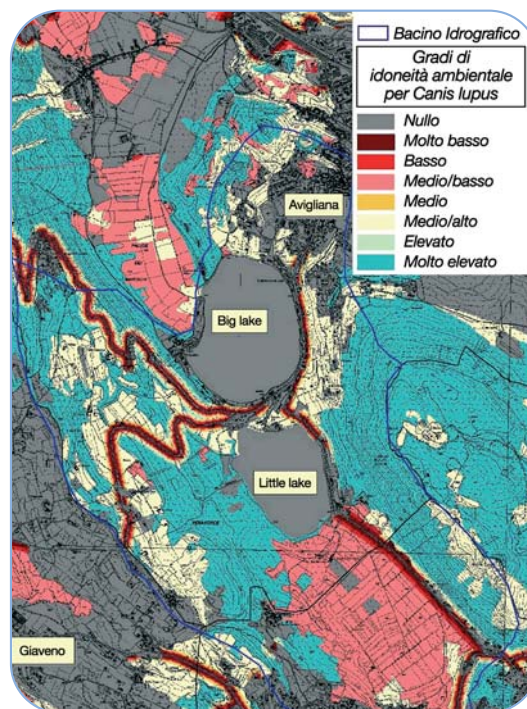 Bacino Idrografico
Gradi di
idoneità ambientale
per Canis lupus
Nullo
Molto basso
Basso
Medio/basso
Medio
Medio/alto
Elevato
Molto elevato
Avigliana
Big lake
Little lake
Giaveno